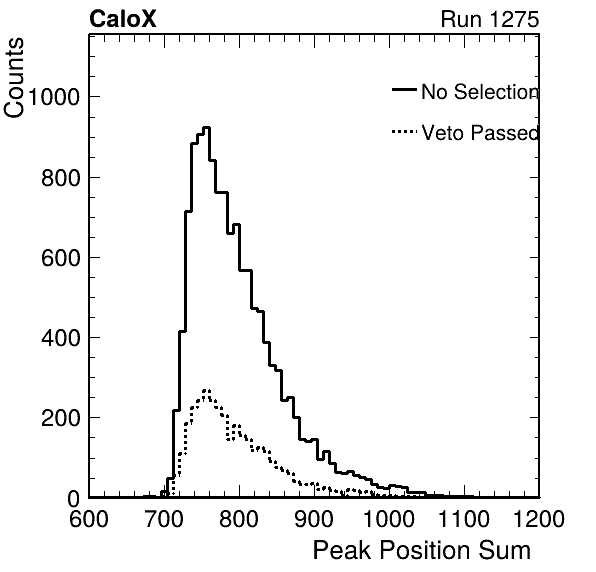 CaloX Run 1275
Counts
No Selection
Veto Passed
1000
800
600
400
200
0
600 700 800 900 1000 1100 1200
Peak Position Sum